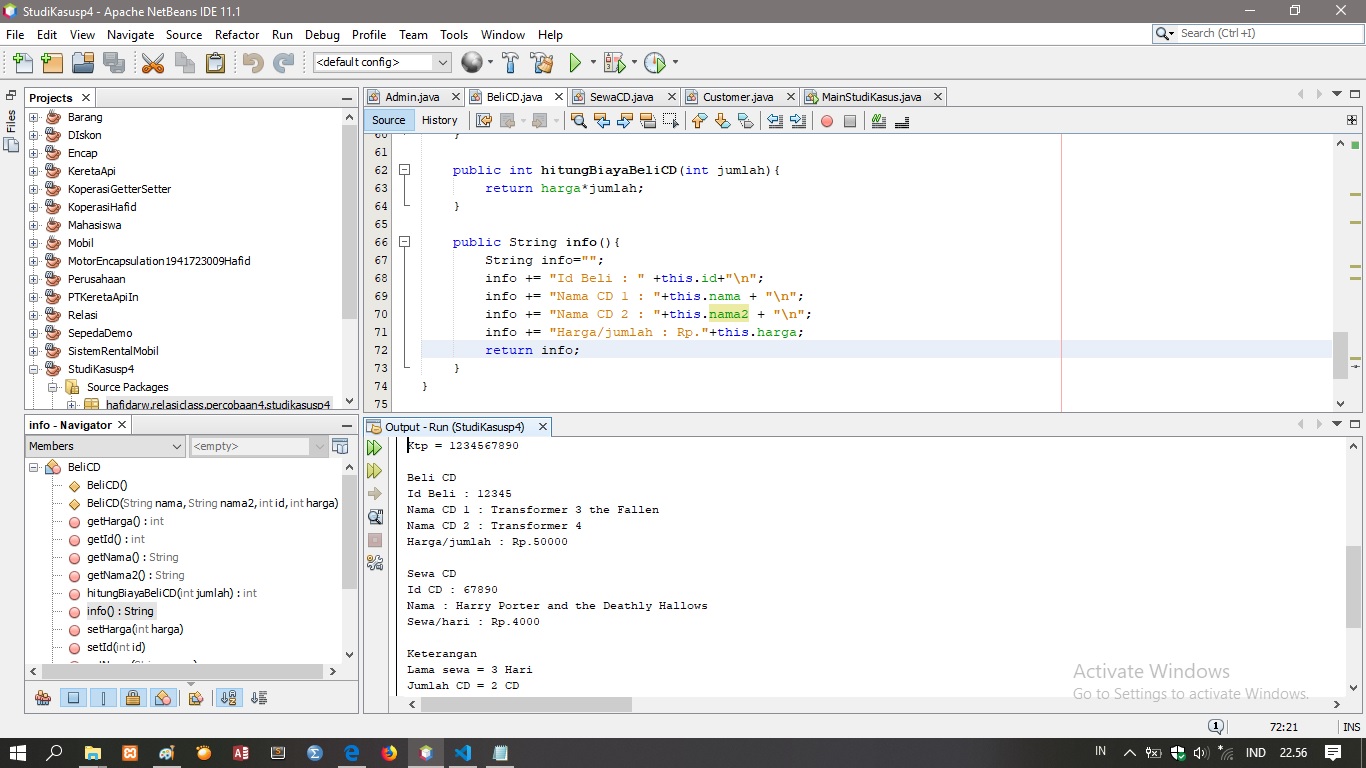 StudiKasusp4 - Apache NetBeans IDE 11.1
File Edit View Navigate Source Refactor Run Debug Profile Team Tools Window Help
Search (Ctrl+I)
<default config>
Files
Projects
Barang
DIskon
Encap
KeretaApi
KoperasiGetterSetter
KoperasiHafid
Mahasiswa
Mobil
MotorEncapsulation1941723009Hafid
Perusahaan
PTKeretaApiIn
Relasi
SepedaDemo
SistemRentalMobil
StudiKasusp4
Source Packages
hafidarw.relasiclass.percobaan4.studikasusp4
Admin.java BeliCD.java SewaCD.java Customer.java MainStudiKasus.java
Source History
60 }
61
62 public int hitungBiayaBeliCD(int jumlah){
63 return harga*jumlah;
64 }
65
66 public String info(){
67 String info="";
68 info += "Id Beli : " +this.id+"\n";
69 info += "Nama CD 1 : "+this.nama + "\n";
70 info += "Nama CD 2 : "+this.nama2 + "\n";
71 info += "Harga/jumlah : Rp."+this.harga;
72 return info;
73 }
74 }
75
info - Navigator
Members <empty>
BeliCD
BeliCD()
BeliCD(String nama, String nama2, int id, int harga)
getHarga() : int
getId() : int
getNama() : String
getNama2() : String
hitungBiayaBeliCD(int jumlah) : int
info() : String
setHarga(int harga)
setId(int id)
Output - Run (StudiKasusp4)
Ktp = 1234567890
Beli CD
Id Beli : 12345
Nama CD 1 : Transformer 3 the Fallen
Nama CD 2 : Transformer 4
Harga/jumlah : Rp.50000
Sewa CD
Id CD : 67890
Nama : Harry Porter and the Deathly Hallows
Sewa/hari : Rp.4000
Keterangan
Lama sewa = 3 Hari
Jumlah CD = 2 CD
Activate Windows
Go to Settings to activate Windows.
1 72:21 INS
IN IND 22.56